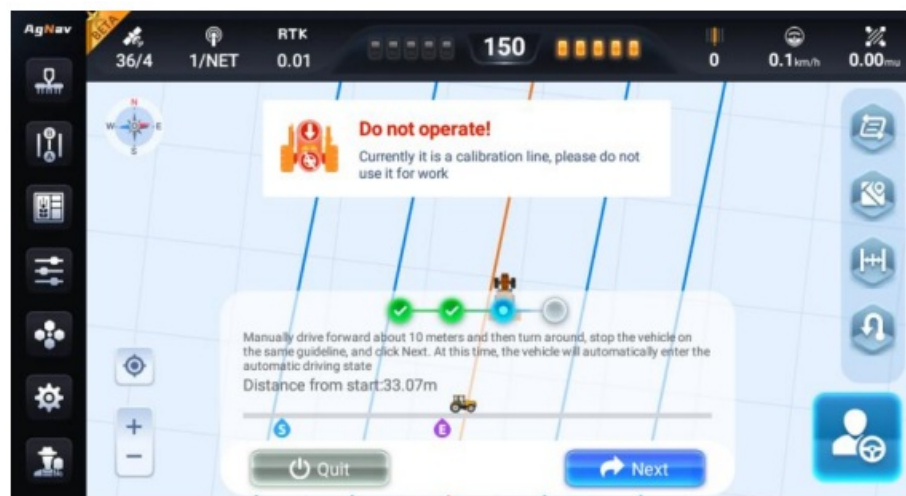 AgNav
BETA
36/4
1/NET
RTK
0.01
150
0
0.1km/h
0.00mu
N
W
E
S
Do not operate!
Currently it is a calibration line, please do not
use it for work
B
A
Manually drive forward about 10 meters and then turn around, stop the vehicle on
the same guideline, and click Next. At this time, the vehicle will automatically enter the
automatic driving state
Distance from start:33.07m
S
E
+
−
Quit
Next